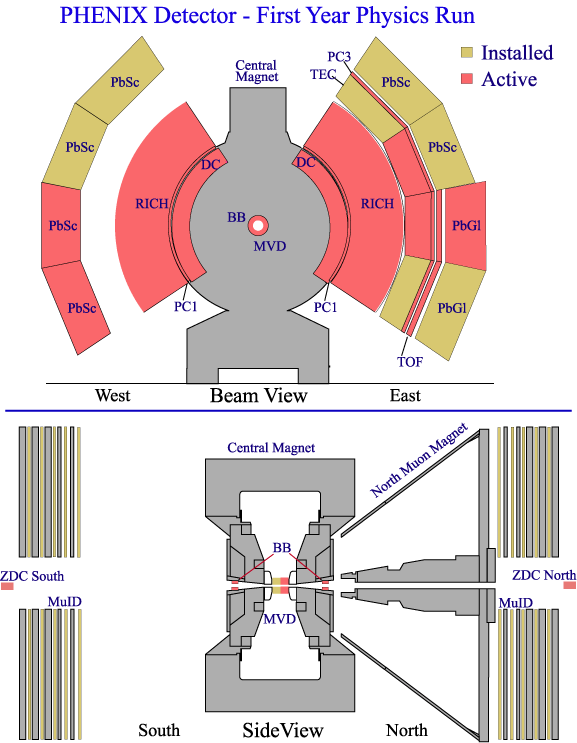 PHENIX Detector - First Year Physics Run
Installed
Active
Central
Magnet
PC3
TEC
PbSc
PbSc
PbSc
PbSc
DC
DC
PbSc
PbSc
RICH
RICH
BB
MVD
PbGl
PbSc
PbGl
PC1
PC1
TOF
West
Beam View
East
Central Magnet
North Muon Magnet
BB
ZDC South
ZDC North
MuID
MuID
MVD
South
SideView
North